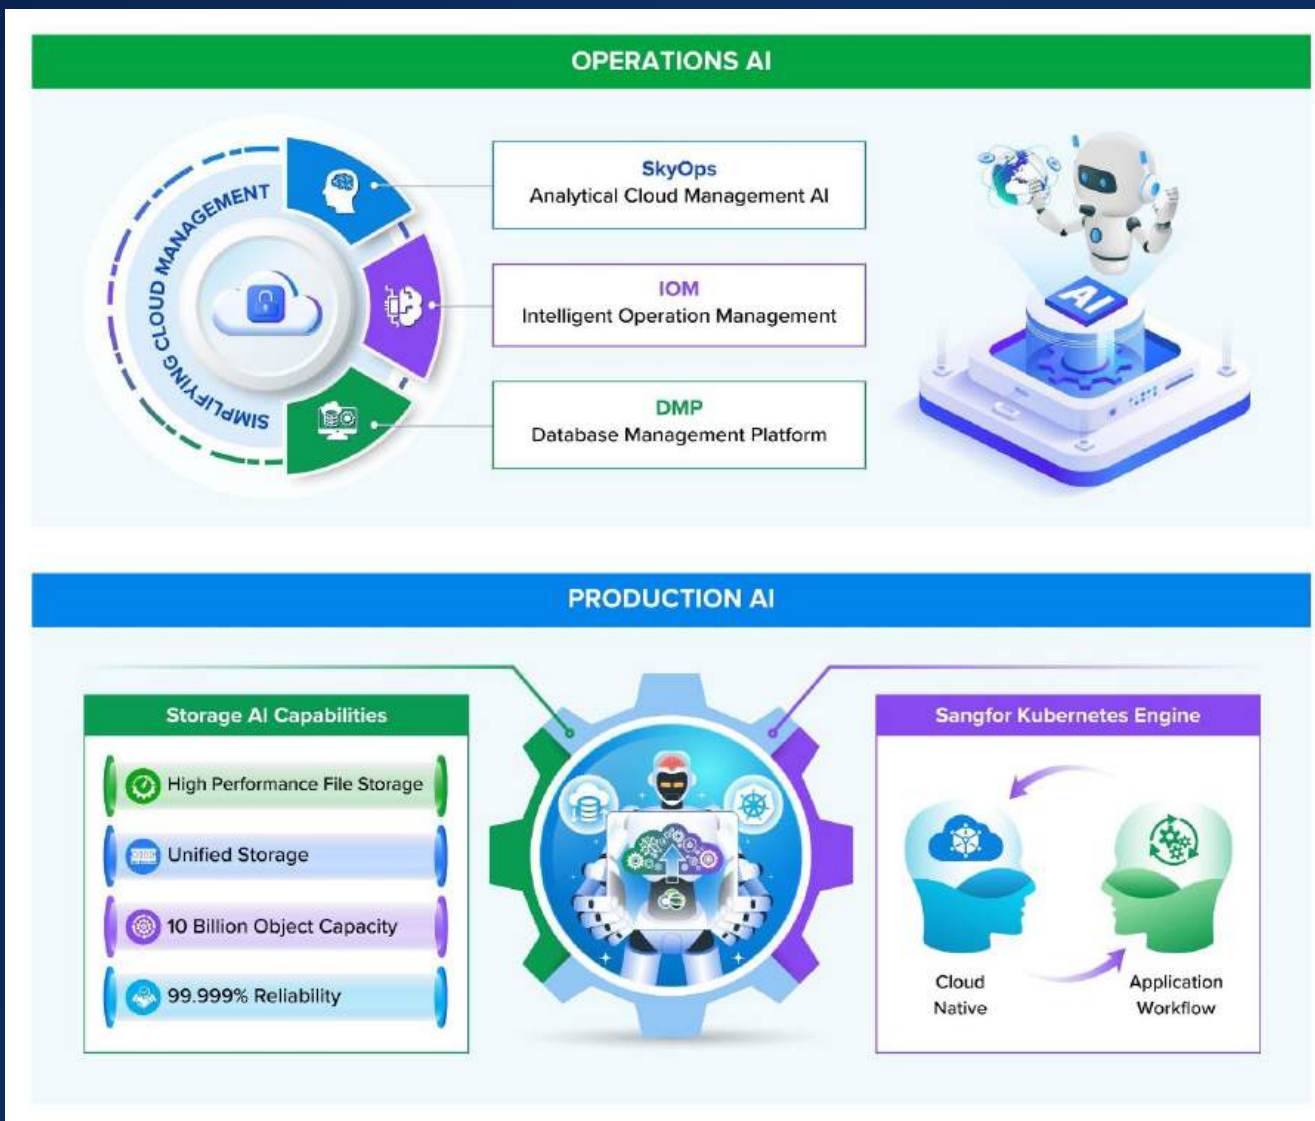 OPERATIONS AI
SIMPLIFYING CLOUD MANAGEMENT
SkyOps
Analytical Cloud Management AI
IOM
Intelligent Operation Management
DMP
Database Management Platform
AI
PRODUCTION AI
Storage AI Capabilities
High Performance File Storage
Unified Storage
10 Billion Object Capacity
99.999% Reliability
Sangfor Kubernetes Engine
Cloud
Native
Application
Workflow